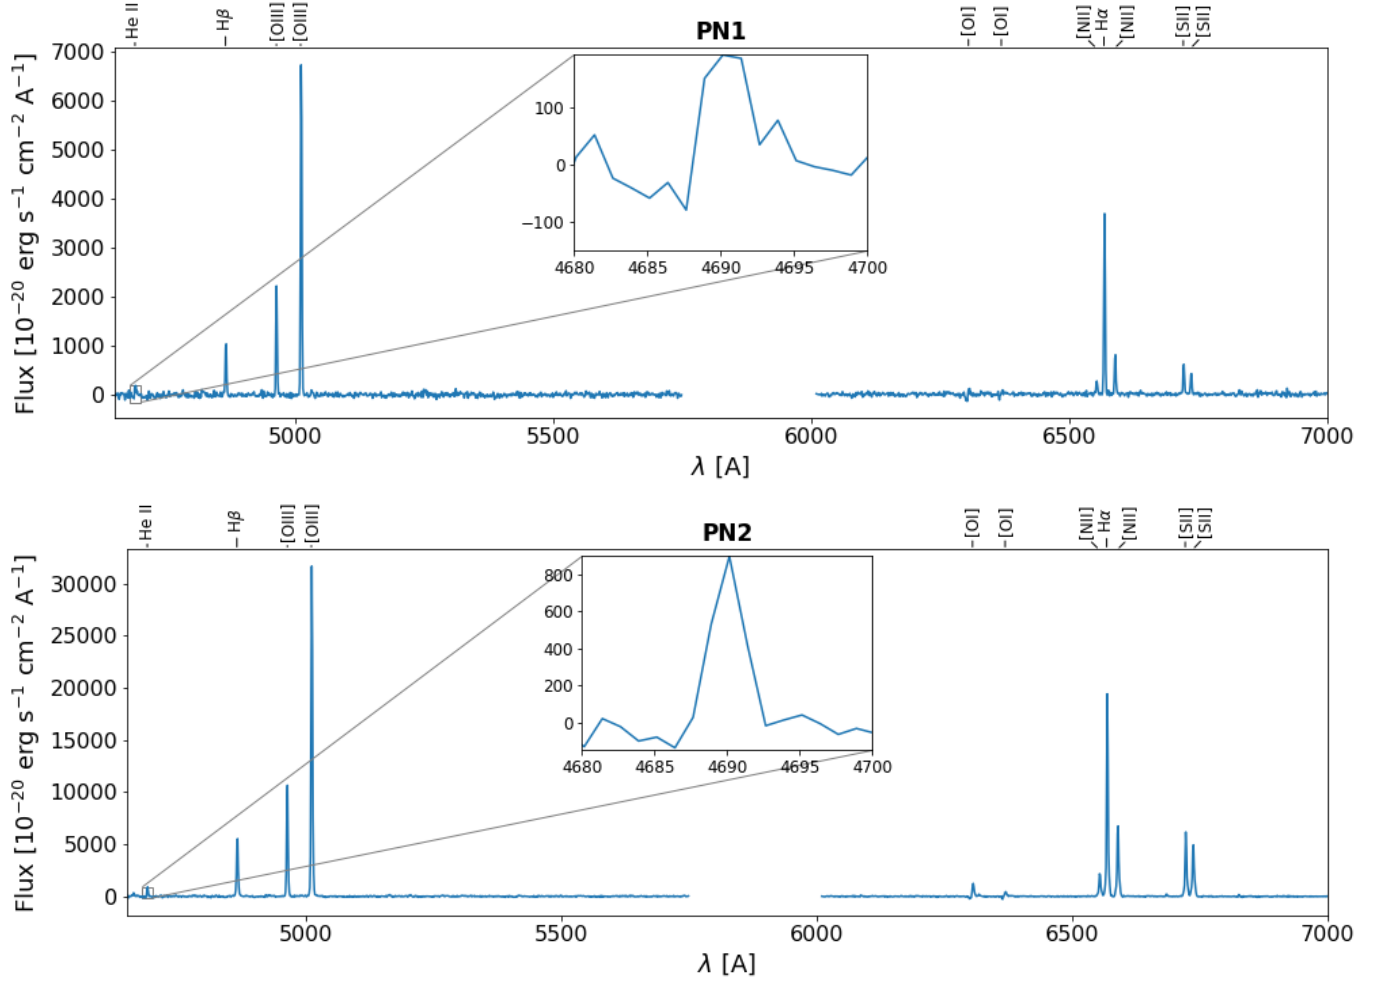 He II Hβ [OIII] [OIII] PN1 [OI] [OI] [NII] Hα [NII] [SII] [SII]
7000
6000
5000
4000
3000
2000
1000
0
Flux [10⁻²⁰ erg s⁻¹ cm⁻² A⁻¹]
100
0
−100
4680 4685 4690 4695 4700
5000 5500 6000 6500 7000
λ [A]
He II Hβ [OIII] [OIII] PN2 [OI] [OI] [NII] Hα [NII] [SII] [SII]
30000
25000
20000
15000
10000
5000
0
Flux [10⁻²⁰ erg s⁻¹ cm⁻² A⁻¹]
800
600
400
200
0
4680 4685 4690 4695 4700
5000 5500 6000 6500 7000
λ [A]